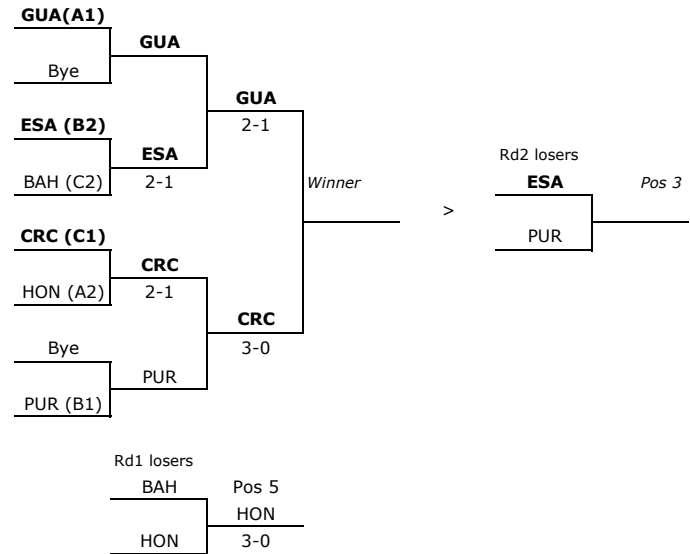 GUA(A1)
GUA
Bye
GUA
2-1
ESA (B2)
ESA
BAH (C2)
2-1
Winner
Rd2 losers
ESA
Pos 3
>
PUR
CRC (C1)
CRC
HON (A2)
2-1
CRC
3-0
Bye
PUR
PUR (B1)
Rd1 losers
BAH
Pos 5
HON
HON
3-0